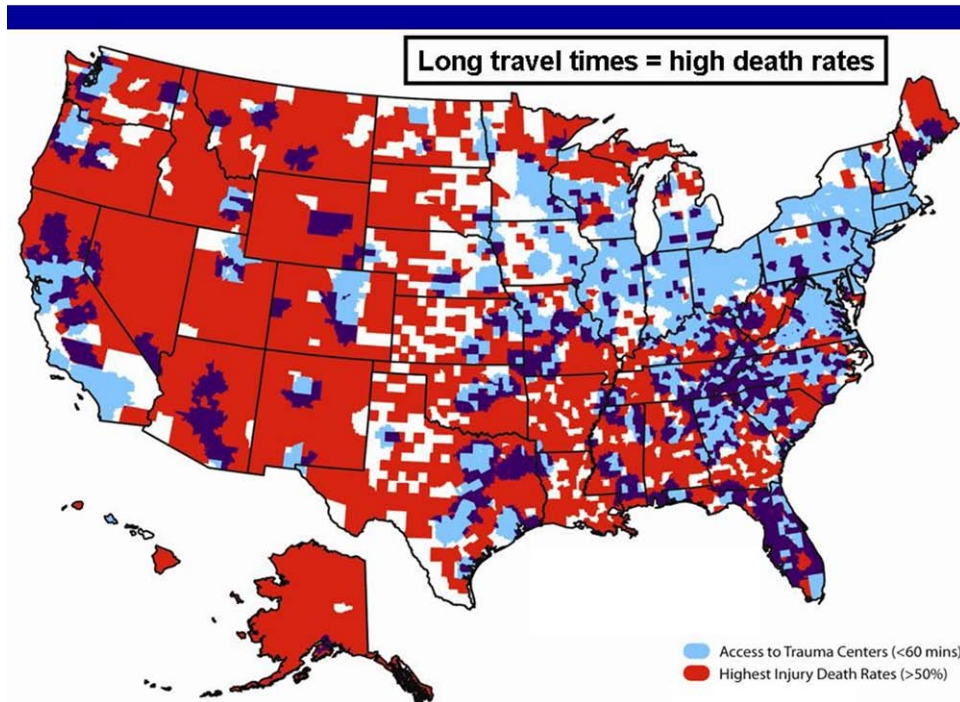 Long travel times = high death rates
Access to Trauma Centers (<60 mins)
Highest Injury Death Rates (>50%)